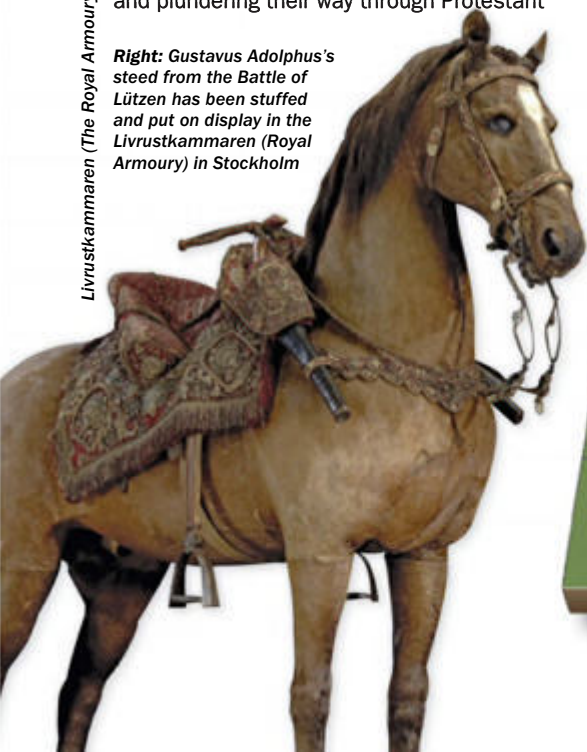 and plundering their way through Protestant
Right: Gustavus Adolphus's
steed from the Battle of
Lützen has been stuffed
and put on display in the
Livrustkammaren (Royal
Armoury) in Stockholm
Livrustkammaren (The Royal Armoury